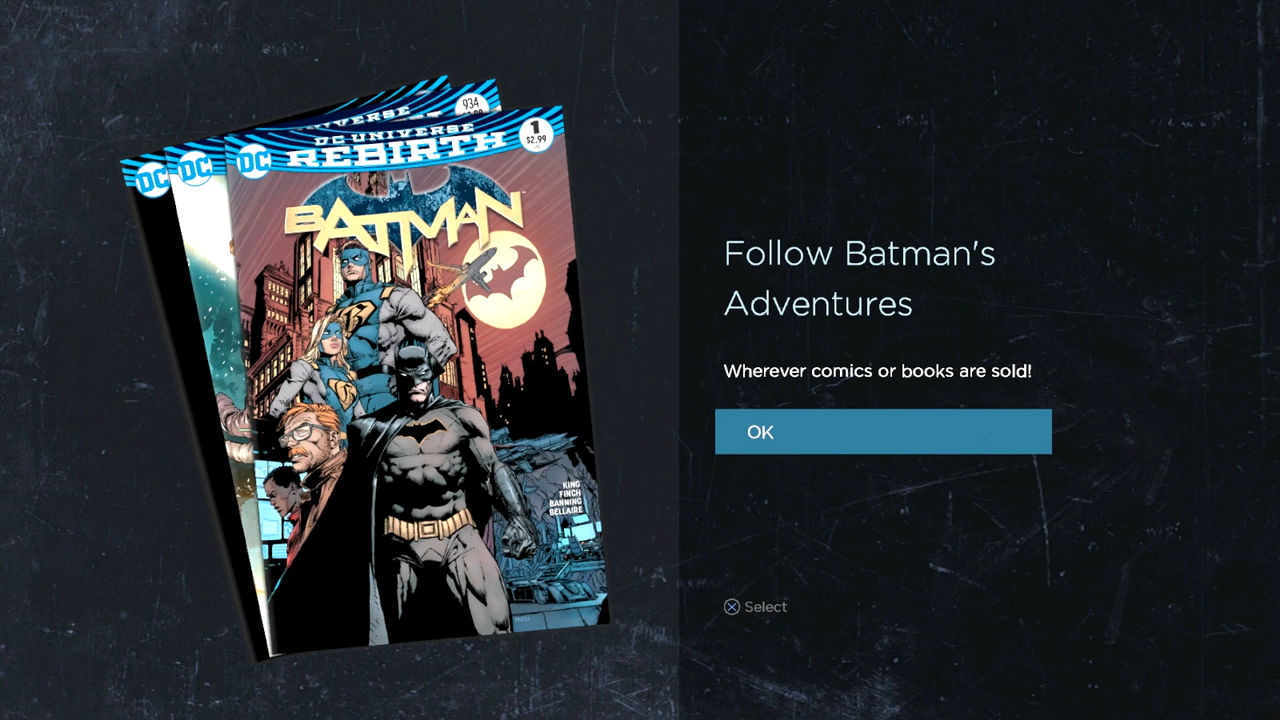 934
DC
DC
DC
DC UNIVERSE
REBIRTH
1
$2.99
BATMAN
KING
FINCH
BANNING
BELLAIRE
Follow Batman's
Adventures
Wherever comics or books are sold!
OK
Select